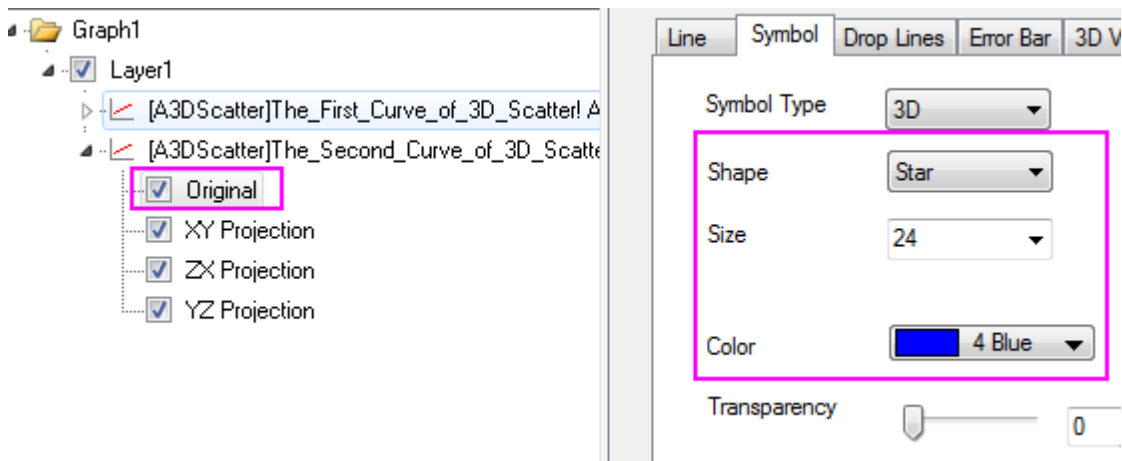 Graph1
Layer1
[A3DScatter]The_First_Curve_of_3D_Scatter! A
[A3DScatter]The_Second_Curve_of_3D_Scatte
Original
XY Projection
ZX Projection
YZ Projection
Line Symbol Drop Lines Error Bar 3D V
Symbol Type 3D
Shape Star
Size 24
Color 4 Blue
Transparency 0